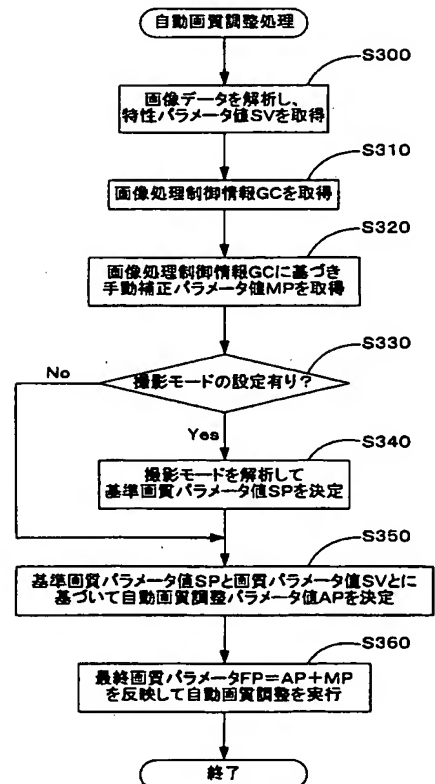 自動画質調整処理
S300
画像データを解析し、
特性パラメータ値SVを取得
S310
画像処理制御情報GCを取得
S320
画像処理制御情報GCに基づき
手動補正パラメータ値MPを取得
S330
撮影モードの設定有り?
No
Yes
S340
撮影モードを解析して
基準画質パラメータ値SPを決定
S350
基準画質パラメータ値SPと画質パラメータ値SVとに
基づいて自動画質調整パラメータ値APを決定
S360
最終画質パラメータFP=AP+MP
を反映して自動画質調整を実行
終了